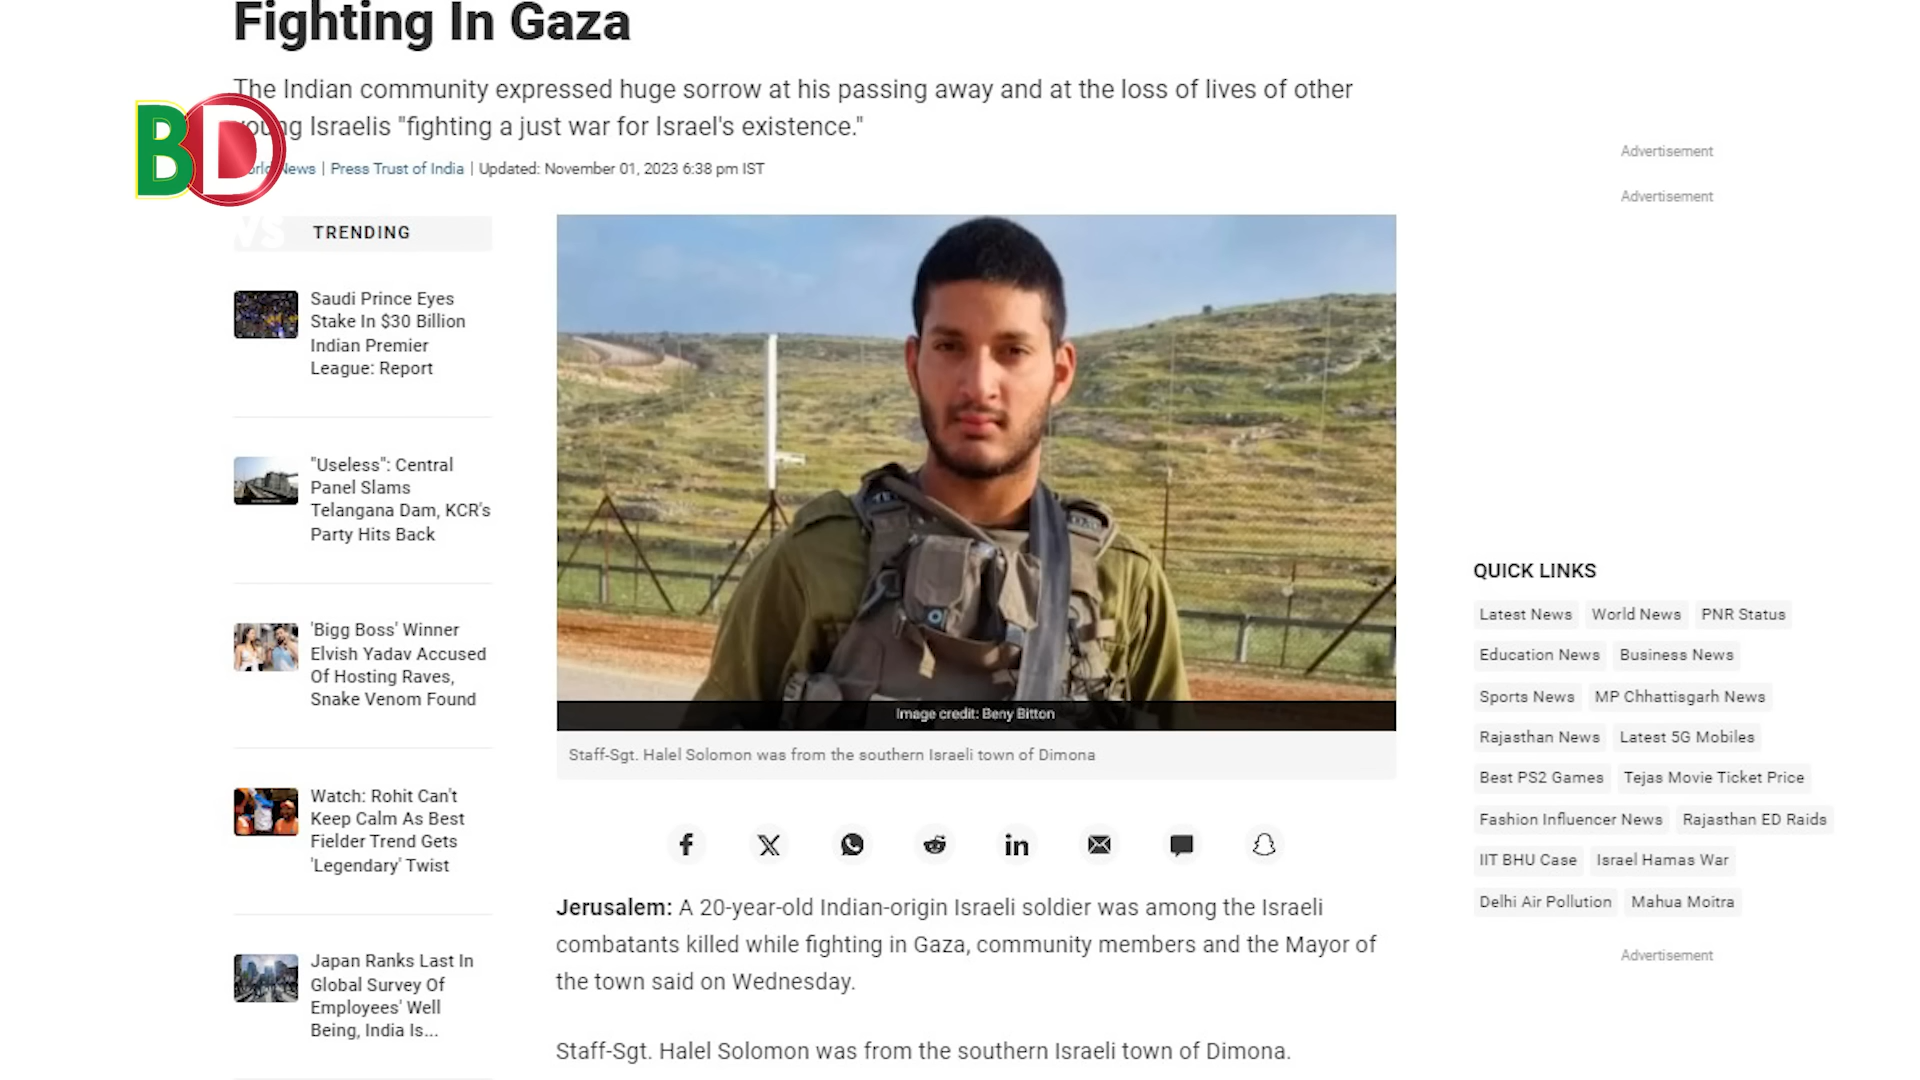 Fighting In Gaza
The Indian community expressed huge sorrow at his passing away and at the loss of lives of other
young Israelis "fighting a just war for Israel's existence."
BD
World News | Press Trust of India | Updated: November 01, 2023 6:38 pm IST
Advertisement
Advertisement
TRENDING
Saudi Prince Eyes
Stake In $30 Billion
Indian Premier
League: Report
"Useless": Central
Panel Slams
Telangana Dam, KCR's
Party Hits Back
'Bigg Boss' Winner
Elvish Yadav Accused
Of Hosting Raves,
Snake Venom Found
Watch: Rohit Can't
Keep Calm As Best
Fielder Trend Gets
'Legendary' Twist
Japan Ranks Last In
Global Survey Of
Employees' Well
Being, India Is...
Image credit: Beny Bitton
Staff-Sgt. Halel Solomon was from the southern Israeli town of Dimona
Jerusalem: A 20-year-old Indian-origin Israeli soldier was among the Israeli
combatants killed while fighting in Gaza, community members and the Mayor of
the town said on Wednesday.
Staff-Sgt. Halel Solomon was from the southern Israeli town of Dimona.
QUICK LINKS
Latest News World News PNR Status
Education News Business News
Sports News MP Chhattisgarh News
Rajasthan News Latest 5G Mobiles
Best PS2 Games Tejas Movie Ticket Price
Fashion Influencer News Rajasthan ED Raids
IIT BHU Case Israel Hamas War
Delhi Air Pollution Mahua Moitra
Advertisement